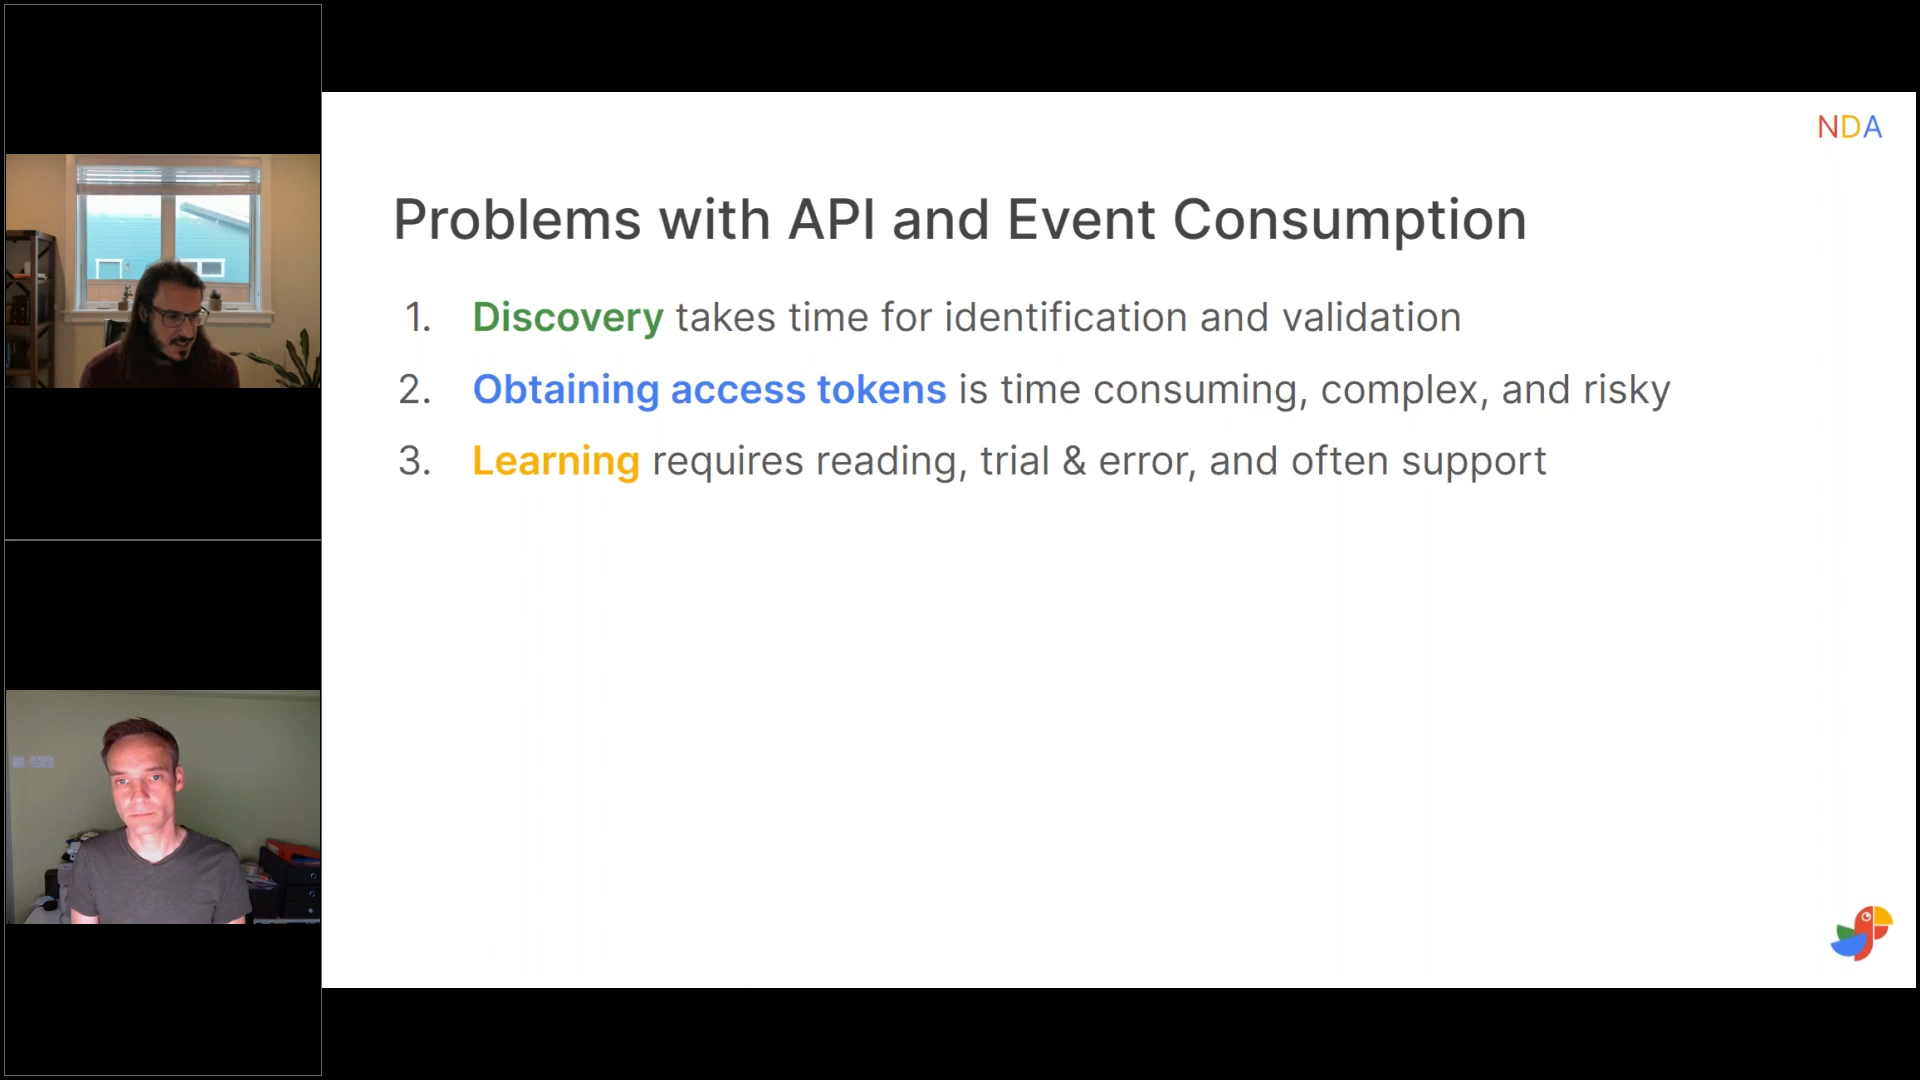 NDA
Problems with API and Event Consumption
1. Discovery takes time for identification and validation
2. Obtaining access tokens is time consuming, complex, and risky
3. Learning requires reading, trial & error, and often support